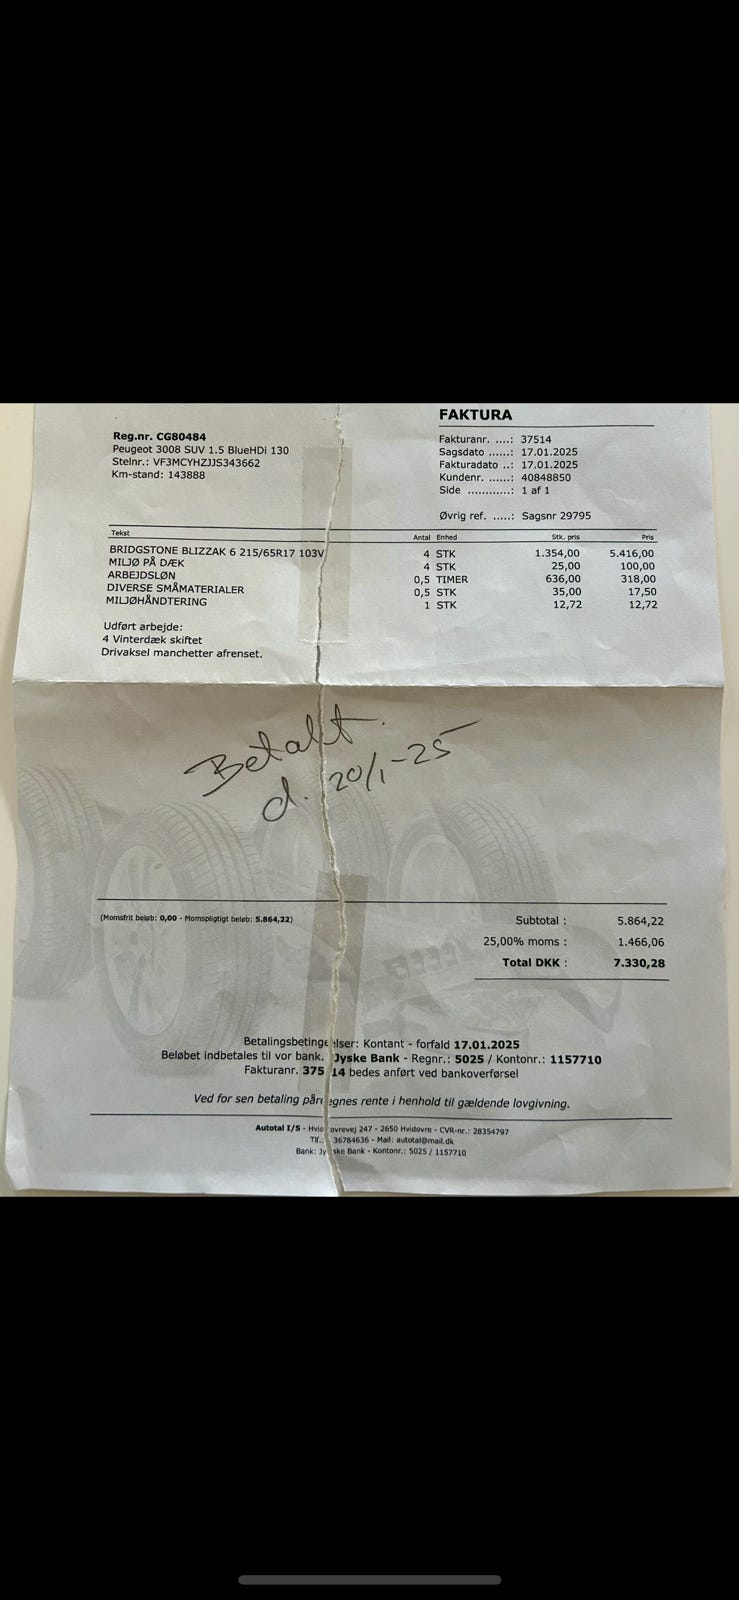 FAKTURA
Reg.nr. CG80484
Peugeot 3008 SUV 1.5 BlueHDi 130
Stelnr.: VF3MCYHZJJS343662
Km-stand: 143888
Fakturanr. ....: 37514
Sagsdato ......: 17.01.2025
Fakturadato ..: 17.01.2025
Kundenr. ......: 40848850
Side ............: 1 af 1
Øvrig ref. .....: Sagsnr 29795
Tekst Antal Enhed Stk. pris Pris
BRIDGSTONE BLIZZAK 6 215/65R17 103V 4 STK 1.354,00 5.416,00
MILJØ PÅ DÆK 4 STK 25,00 100,00
ARBEJDSLØN 0,5 TIMER 636,00 318,00
DIVERSE SMÅMATERIALER 0,5 STK 35,00 17,50
MILJØHÅNDTERING 1 STK 12,72 12,72
Udført arbejde:
4 Vinterdæk skiftet
Drivaksel manchetter afrenset.
Betalt.
d. 20/1-25
(Momsfrit beløb: 0,00 - Momspligtigt beløb: 5.864,22)
Subtotal : 5.864,22
25,00% moms : 1.466,06
Total DKK : 7.330,28
Betalingsbetingelser: Kontant - forfald 17.01.2025
Beløbet indbetales til vor bank. Jyske Bank - Regnr.: 5025 / Kontonr.: 1157710
Fakturanr. 37514 bedes anført ved bankoverførsel
Ved for sen betaling påregnes rente i henhold til gældende lovgivning.
Autotal I/S - Hvidovrevej 247 - 2650 Hvidovre - CVR-nr.: 28354797
Tlf.: 36784636 - Mail: autotal@mail.dk
Bank: Jyske Bank - Kontonr.: 5025 / 1157710